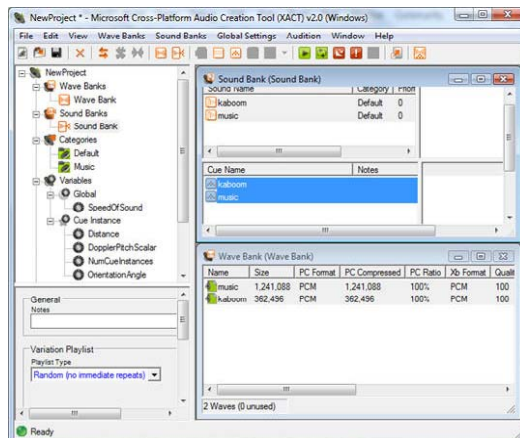 NewProject * - Microsoft Cross-Platform Audio Creation Tool (XACT) v2.0 (Windows)
File Edit View Wave Banks Sound Banks Global Settings Audition Window Help
NewProject
Wave Banks
Wave Bank
Sound Banks
Sound Bank
Categories
Default
Music
Variables
Global
SpeedOfSound
Cue Instance
Distance
DopplerPitchScalar
NumCueInstances
OrientationAngle
General
Notes
Variation Playlist
Playlist Type
Random (no immediate repeats)
Sound Bank (Sound Bank)
Sound Name Category Priori
kaboom Default 0
music Default 0
Cue Name Notes
kaboom
music
Wave Bank (Wave Bank)
Name Size PC Format PC Compressed PC Ratio Xb Format Qualit
music 1,241,088 PCM 1,241,088 100% PCM 100
kaboom 362,496 PCM 362,496 100% PCM 100
2 Waves (0 unused)
Ready